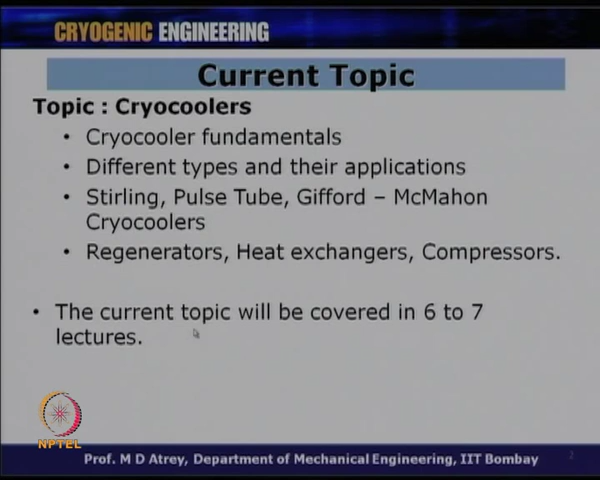 CRYOGENIC ENGINEERING
Current Topic
Topic : Cryocoolers
• Cryocooler fundamentals
• Different types and their applications
• Stirling, Pulse Tube, Gifford – McMahon
Cryocoolers
• Regenerators, Heat exchangers, Compressors.
• The current topic will be covered in 6 to 7
lectures.
NPTEL
Prof. M D Atrey, Department of Mechanical Engineering, IIT Bombay
2